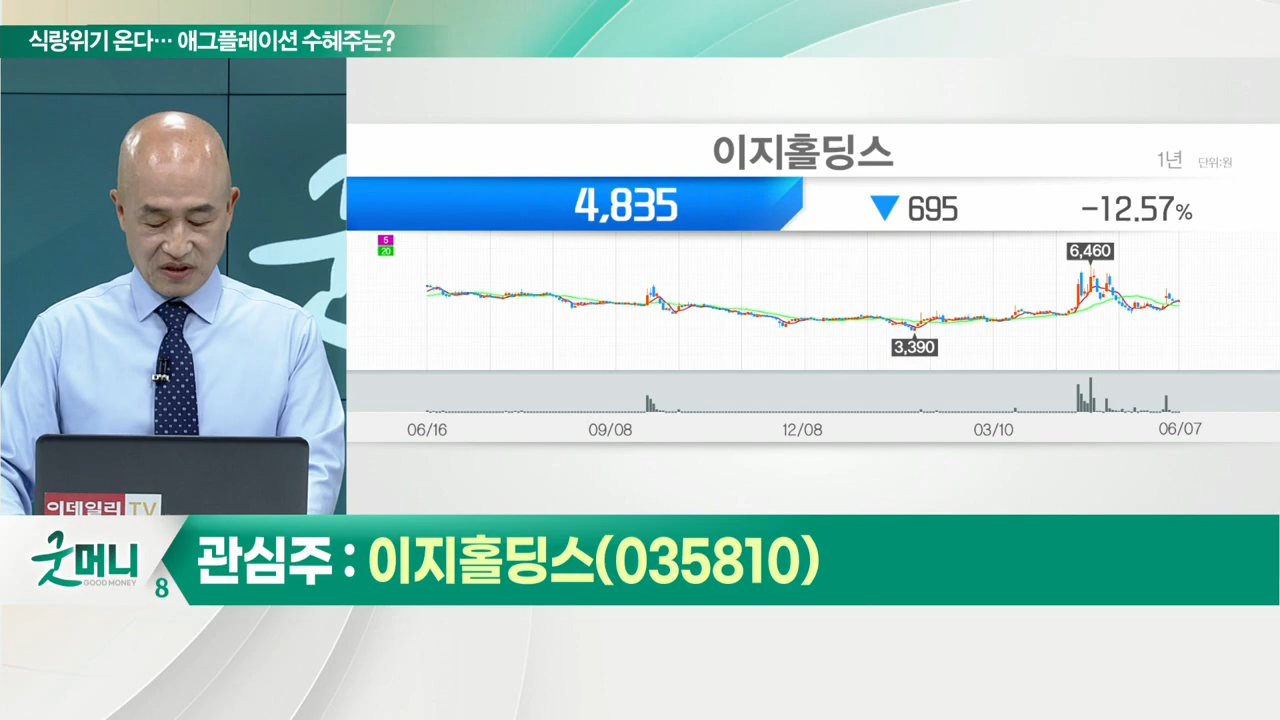 식량위기 온다… 애그플레이션 수혜주는?
이지홀딩스
1년 단위:원
4,835 ▼ 695 -12.57%
5
20
6,460
3,390
06/16 09/08 12/08 03/10 06/07
이데일리 TV
굿머니
GOOD MONEY
8
관심주 : 이지홀딩스(035810)